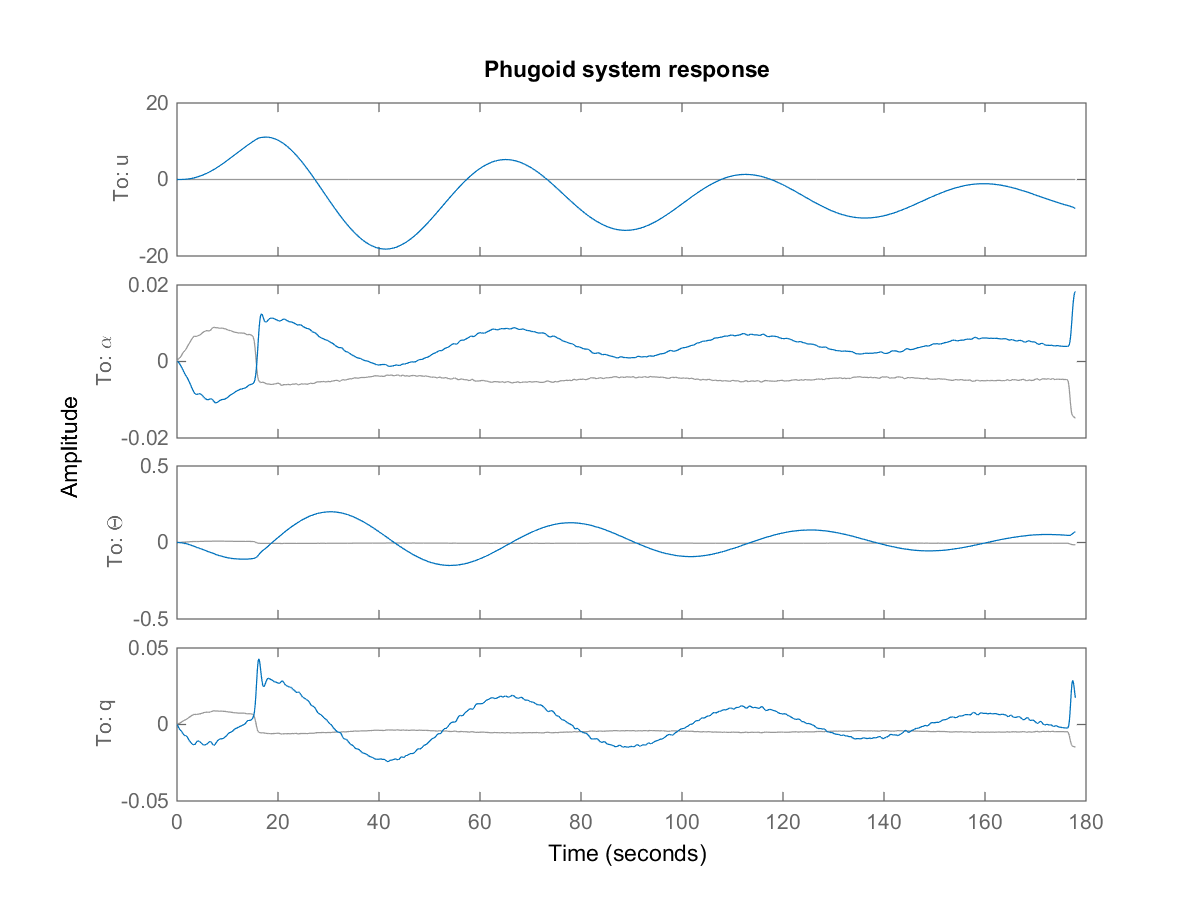 Phugoid system response
20
0
-20
To: u
0.02
0
-0.02
To: α
0.5
0
-0.5
To: Θ
0.05
0
-0.05
To: q
Amplitude
0 20 40 60 80 100 120 140 160 180
Time (seconds)